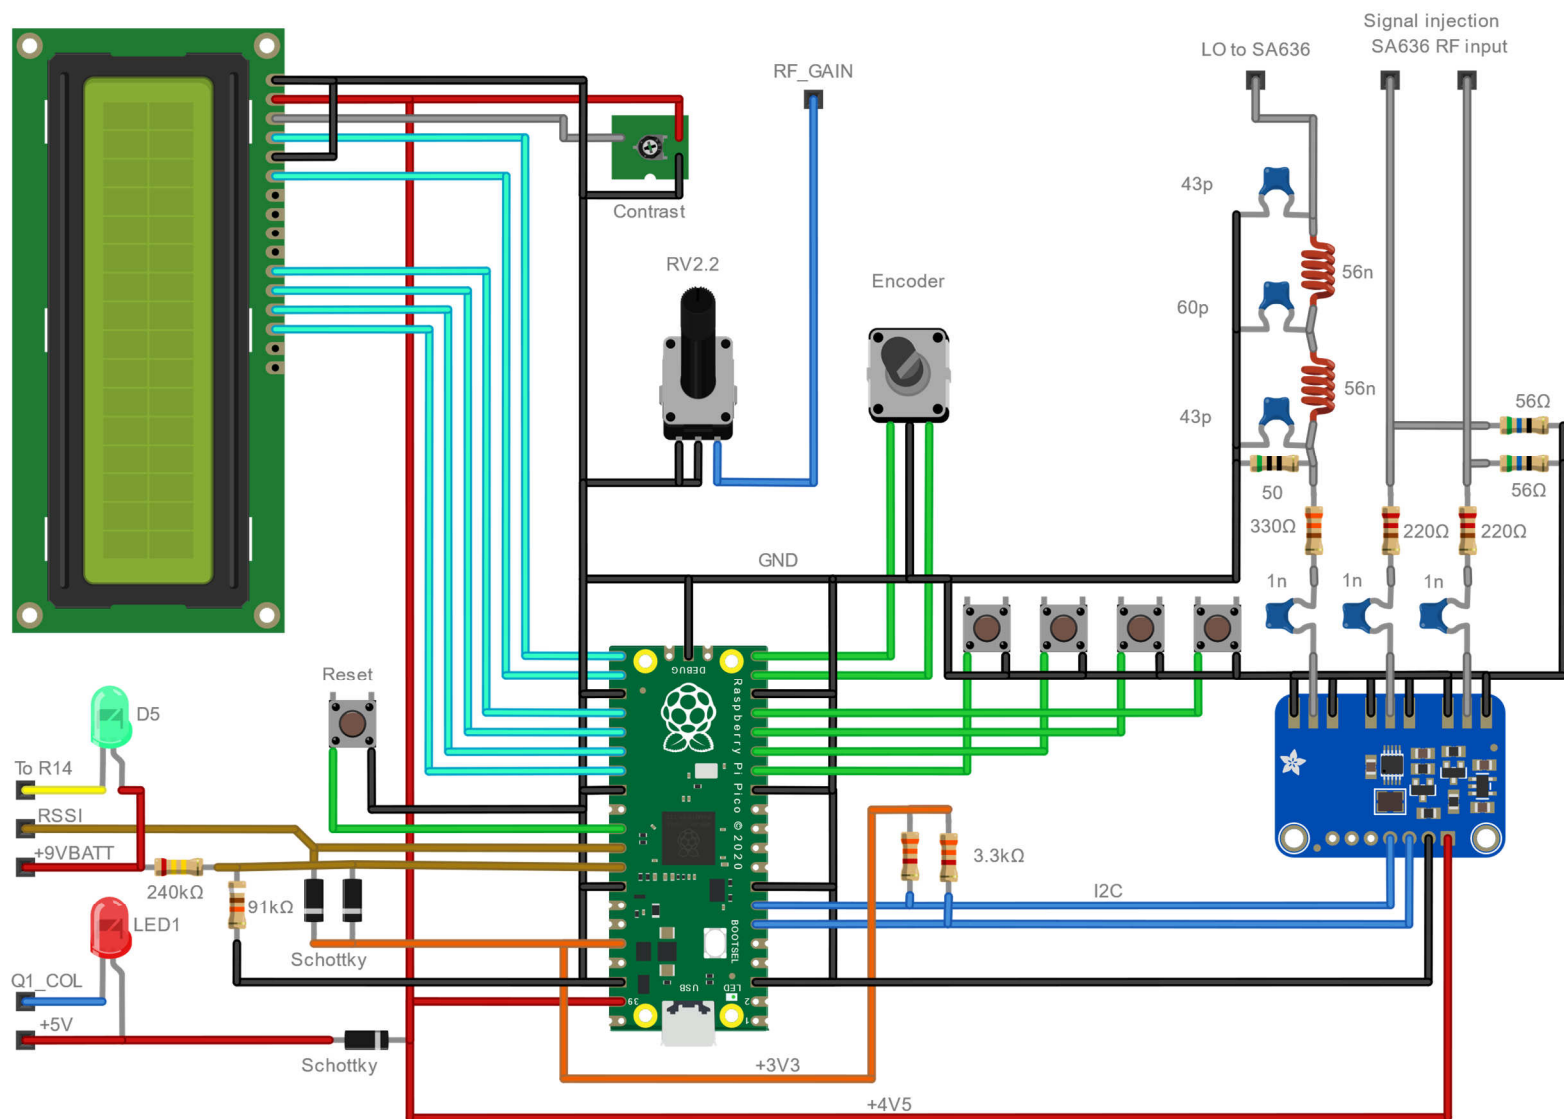 Signal injection
LO to SA636
SA636 RF input
RF_GAIN
43p
Contrast
RV2.2
Encoder
56n
60p
56n
43p
56Ω
56Ω
50
330Ω
220Ω
220Ω
GND
1n
1n
1n
Reset
DEBUG
Raspberry Pi Pico © 2020
D5
To R14
RSSI
+9VBATT
240kΩ
91kΩ
3.3kΩ
I2C
LED1
BOOTSEL
Schottky
Q1_COL
USB
LED
39
2
1
+5V
Schottky
+3V3
+4V5